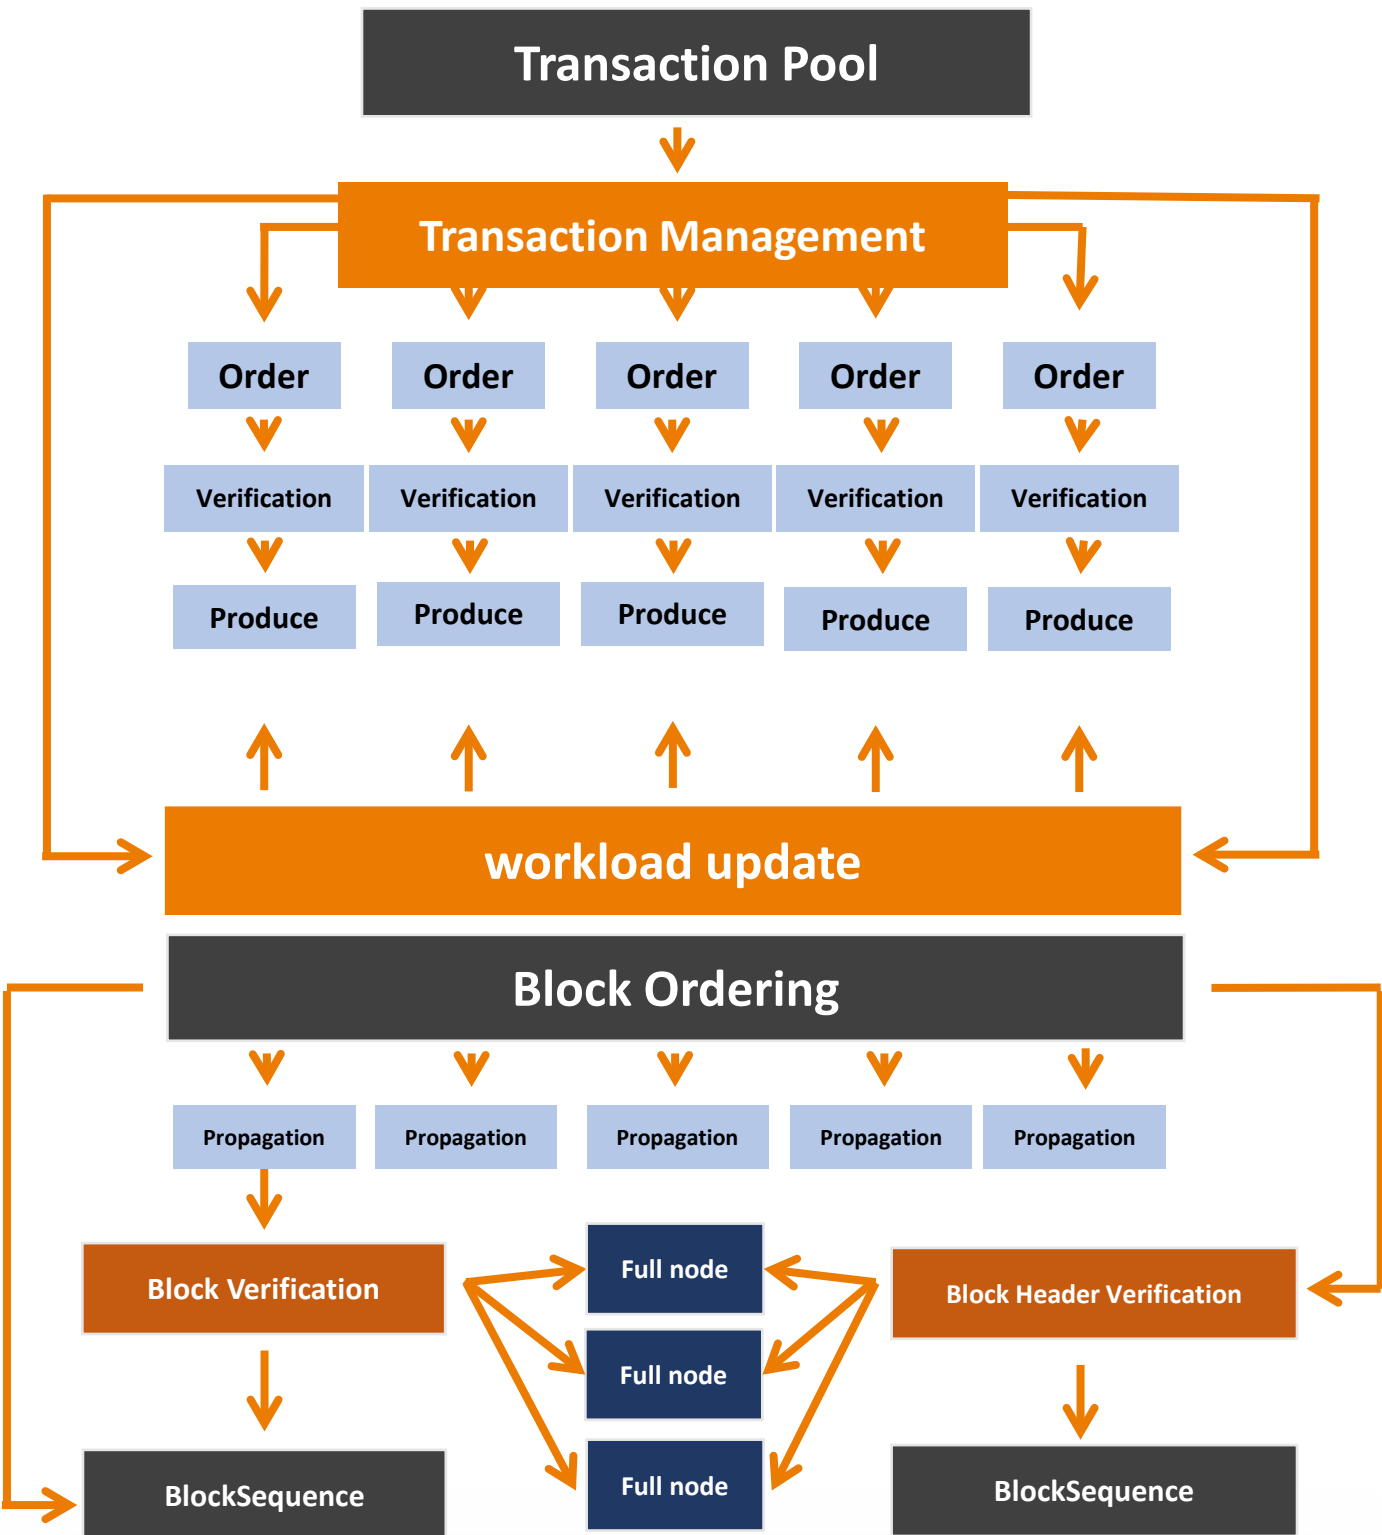 Transaction Pool
Transaction Management
Order Order Order Order Order
Verification Verification Verification Verification Verification
Produce Produce Produce Produce Produce
workload update
Block Ordering
Propagation Propagation Propagation Propagation Propagation
Full node
Block Verification
Block Header Verification
Full node
Full node
BlockSequence
BlockSequence